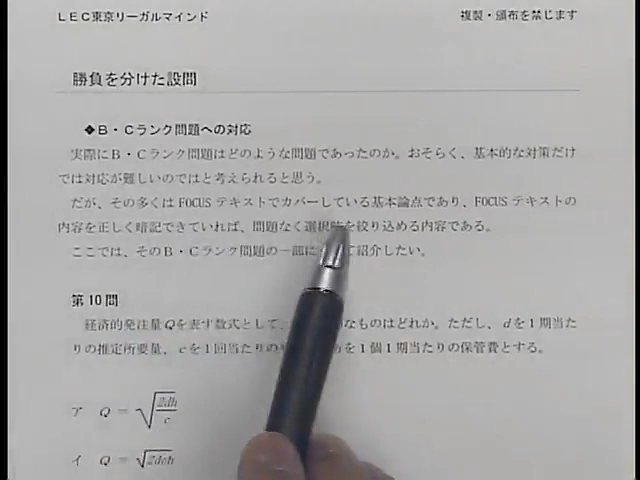 LEC東京リーガルマインド 複製・頒布を禁じます
勝負を分けた設問
◆B・Cランク問題への対応
実際にB・Cランク問題はどのような問題であったのか。おそらく、基本的な対策だけ
では対応が難しいのではと考えられると思う。
だが、その多くは FOCUS テキストでカバーしている基本論点であり、FOCUS テキストの
内容を正しく暗記できていれば、問題なく選択肢を絞り込める内容である。
ここでは、そのB・Cランク問題の一部に て紹介したい。
第10問
経済的発注量Qを表す数式として、 なものはどれか。ただし、dを1期当た
りの推定所要量、cを1回当たりの を1個1期当たりの保管費とする。
ア Q = √(2dh/c)
イ Q = √2dch